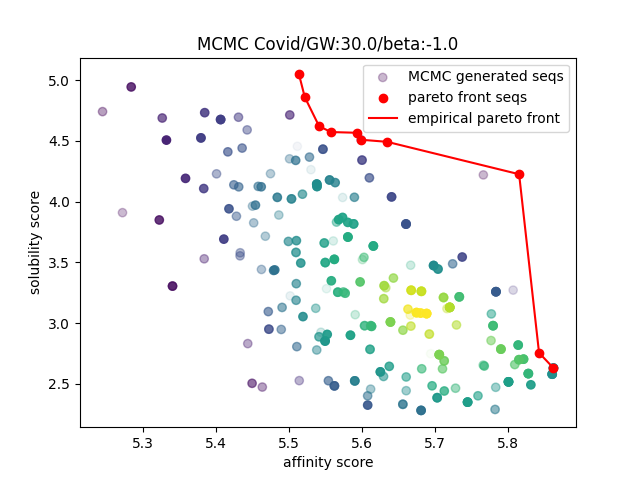 MCMC Covid/GW:30.0/beta:-1.0
MCMC generated seqs
pareto front seqs
empirical pareto front
5.0
4.5
4.0
3.5
3.0
2.5
solubility score
5.3 5.4 5.5 5.6 5.7 5.8
affinity score